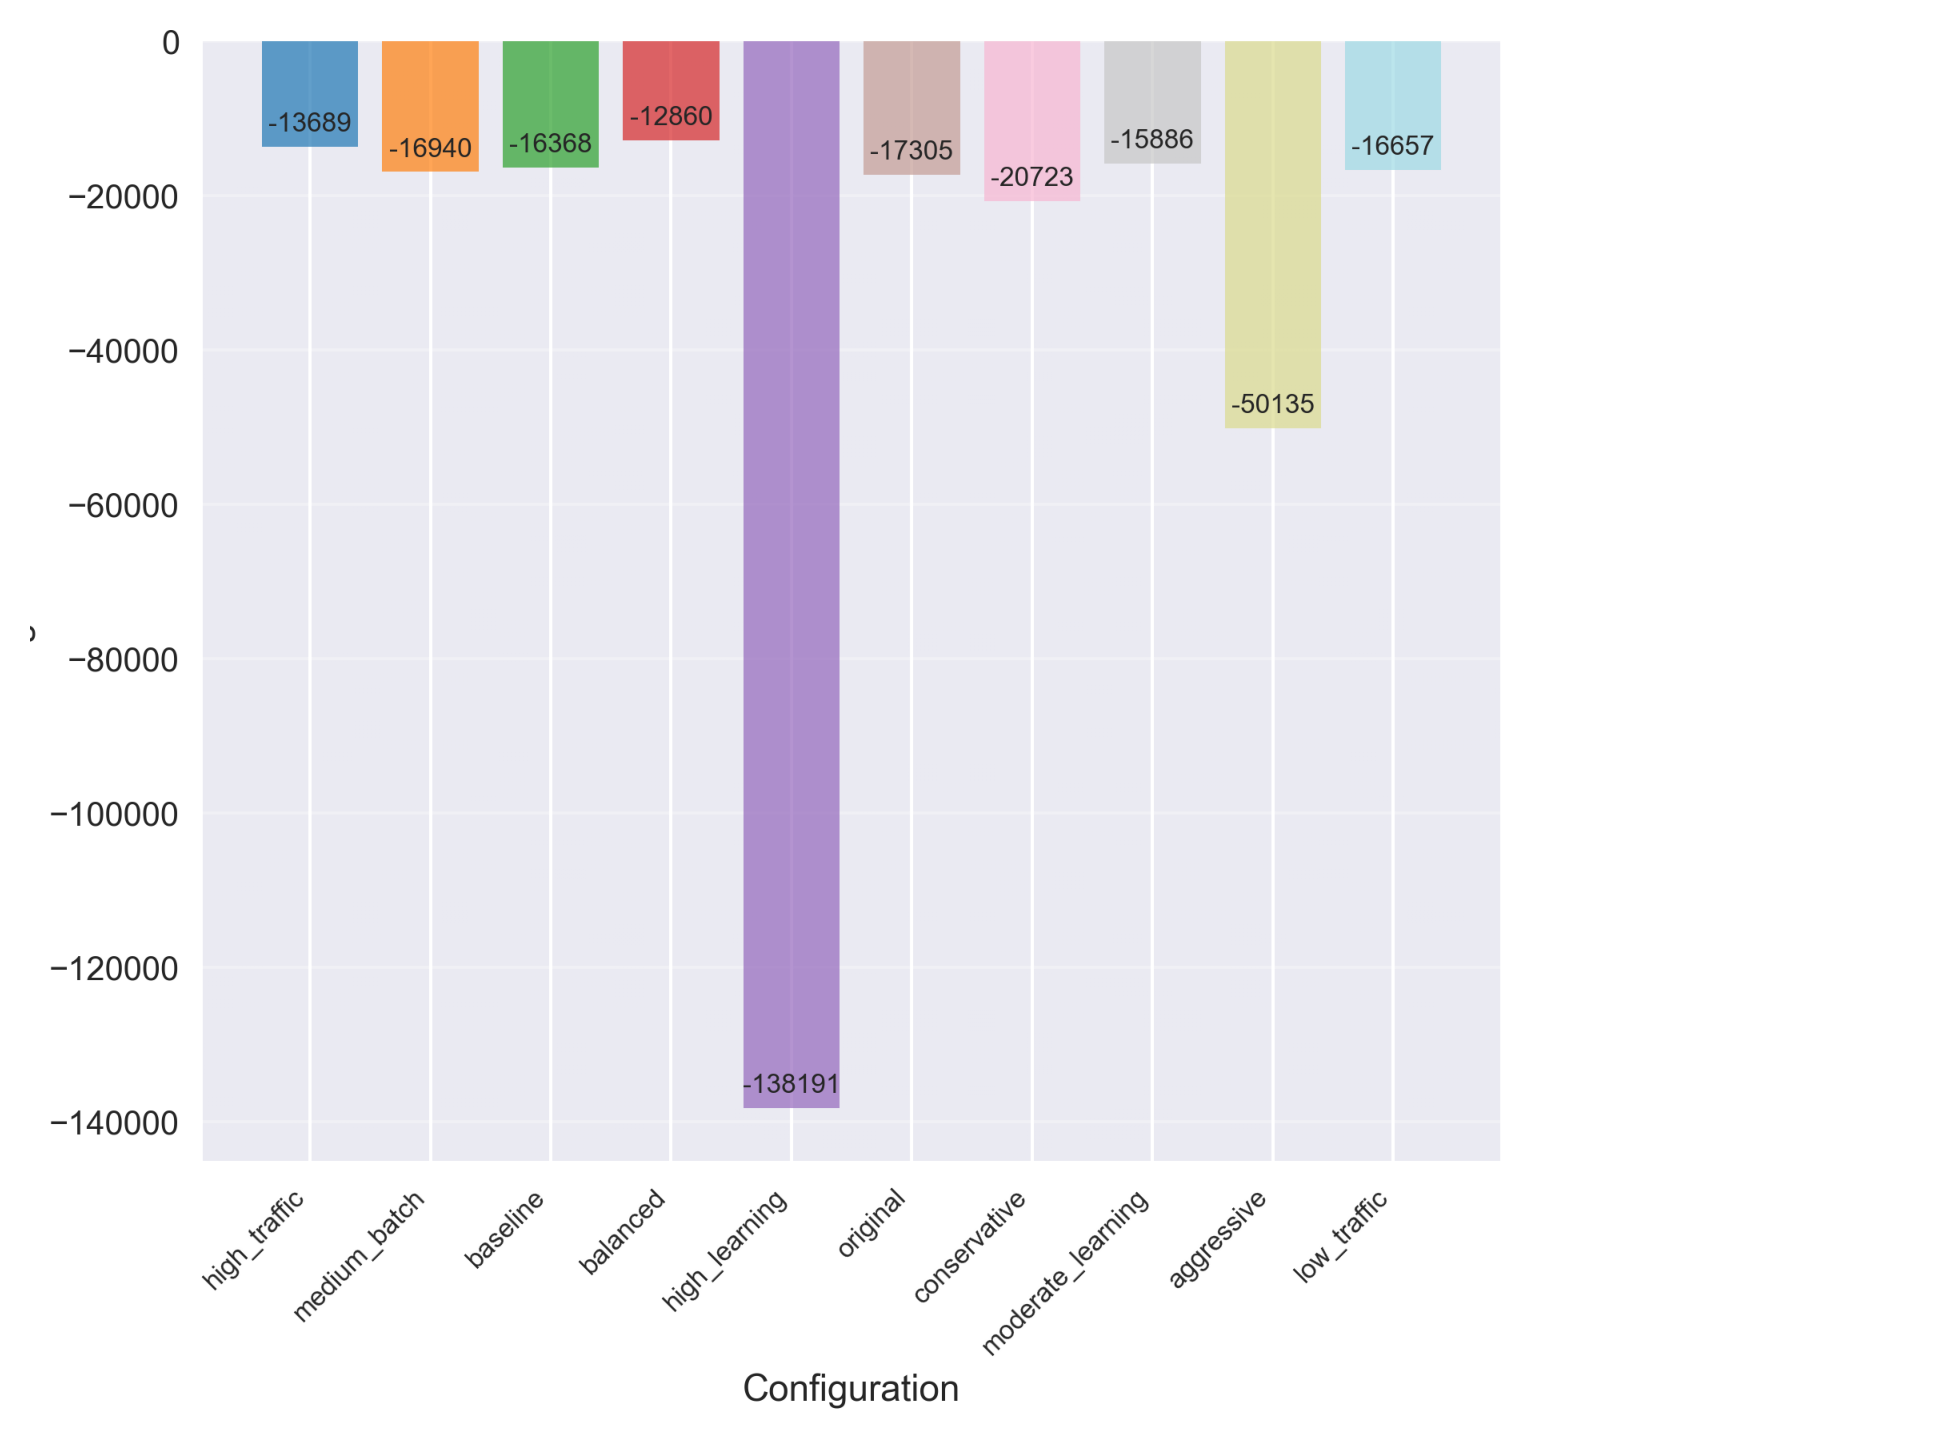 0
−20000
−40000
−60000
−80000
−100000
−120000
−140000
-13689
-16940
-16368
-12860
-138191
-17305
-20723
-15886
-50135
-16657
high_traffic
medium_batch
baseline
balanced
high_learning
original
conservative
moderate_learning
aggressive
low_traffic
Configuration